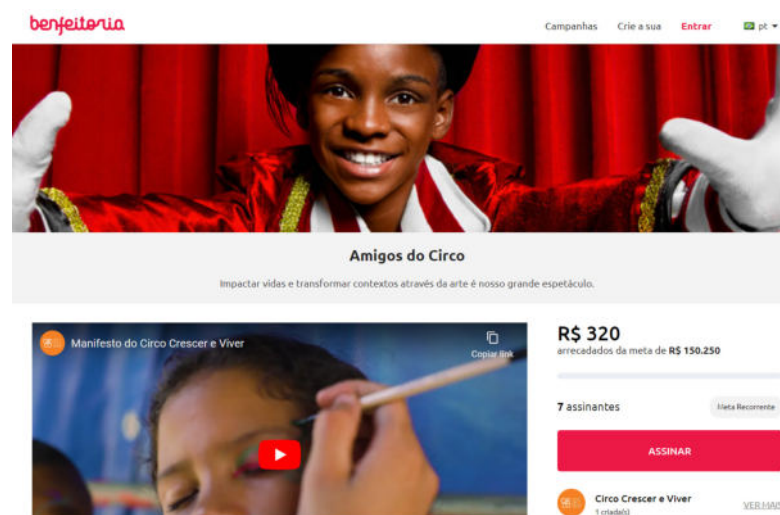 benfeitoria
Campanhas Crie a sua Entrar pt
Amigos do Circo
Impactar vidas e transformar contextos através da arte é nosso grande espetáculo.
Manifesto do Circo Crescer e Viver
Copiar link
R$ 320
arrecadados da meta de R$ 150.250
7 assinantes Meta Recorrente
ASSINAR
Circo Crescer e Viver VER MAIS
1 criada(s)